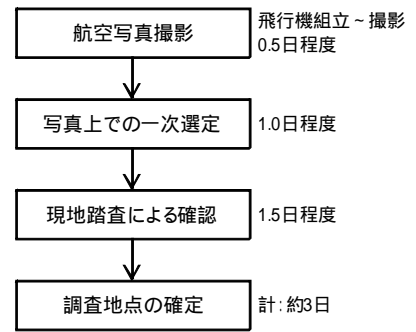 航空写真撮影
飛行機組立~撮影
0.5日程度
写真上での一次選定
1.0日程度
現地踏査による確認
1.5日程度
調査地点の確定
計:約3日